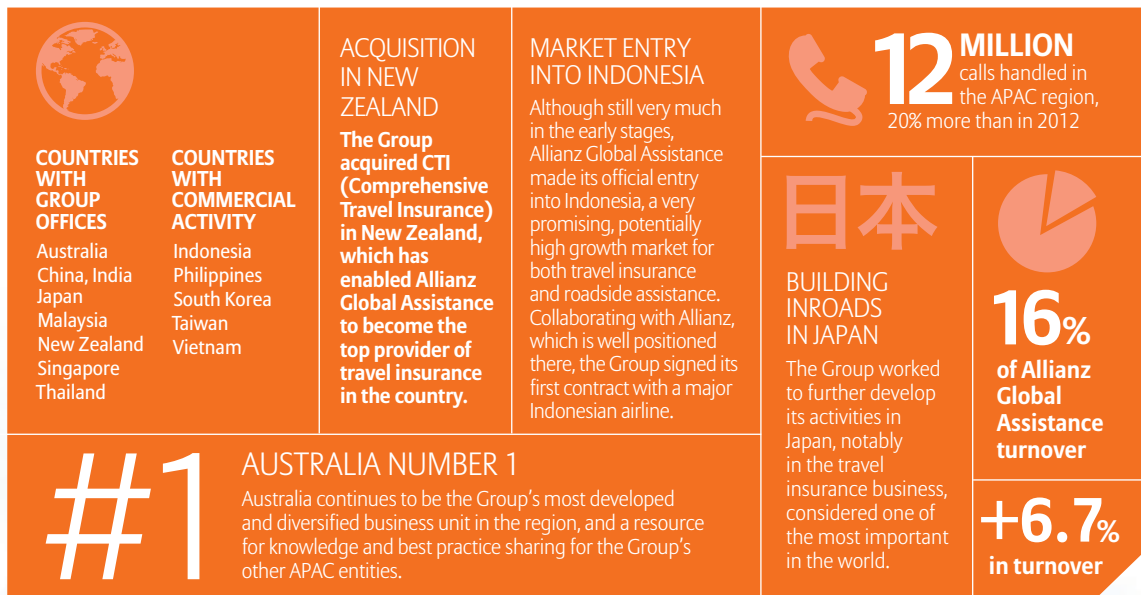 COUNTRIES
WITH
GROUP
OFFICES
Australia
China, India
Japan
Malaysia
New Zealand
Singapore
Thailand
COUNTRIES
WITH
COMMERCIAL
ACTIVITY
Indonesia
Philippines
South Korea
Taiwan
Vietnam
ACQUISITION
IN NEW
ZEALAND
The Group
acquired CTI
(Comprehensive
Travel Insurance)
in New Zealand,
which has
enabled Allianz
Global Assistance
to become the
top provider of
travel insurance
in the country.
MARKET ENTRY
INTO INDONESIA
Although still very much
in the early stages,
Allianz Global Assistance
made its official entry
into Indonesia, a very
promising, potentially
high growth market for
both travel insurance
and roadside assistance.
Collaborating with Allianz,
which is well positioned
there, the Group signed its
first contract with a major
Indonesian airline.
12 MILLION
calls handled in
the APAC region,
20% more than in 2012
日本
BUILDING
INROADS
IN JAPAN
The Group worked
to further develop
its activities in
Japan, notably
in the travel
insurance business,
considered one of
the most important
in the world.
16%
of Allianz
Global
Assistance
turnover
+6.7%
in turnover
#1
AUSTRALIA NUMBER 1
Australia continues to be the Group's most developed
and diversified business unit in the region, and a resource
for knowledge and best practice sharing for the Group's
other APAC entities.